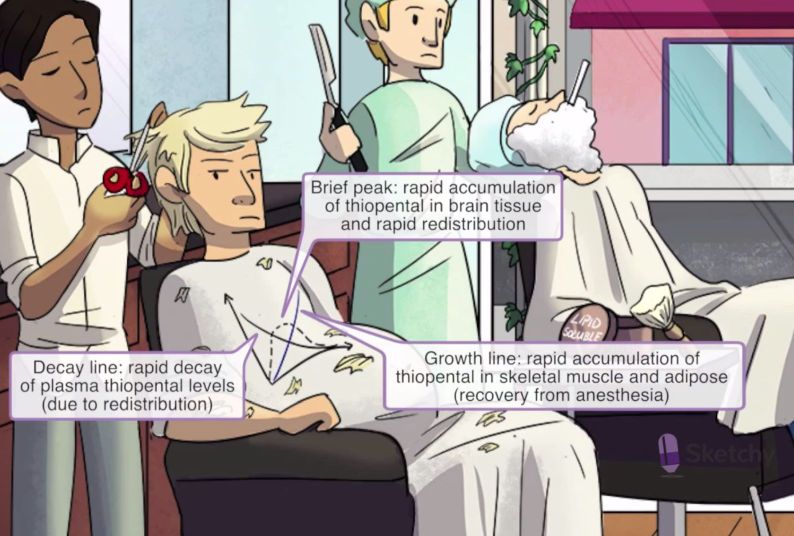 Brief peak: rapid accumulation
of thiopental in brain tissue
and rapid redistribution
Decay line: rapid decay
of plasma thiopental levels
(due to redistribution)
Growth line: rapid accumulation of
thiopental in skeletal muscle and adipose
(recovery from anesthesia)
LIPID
SOLUBLE
Sketchy